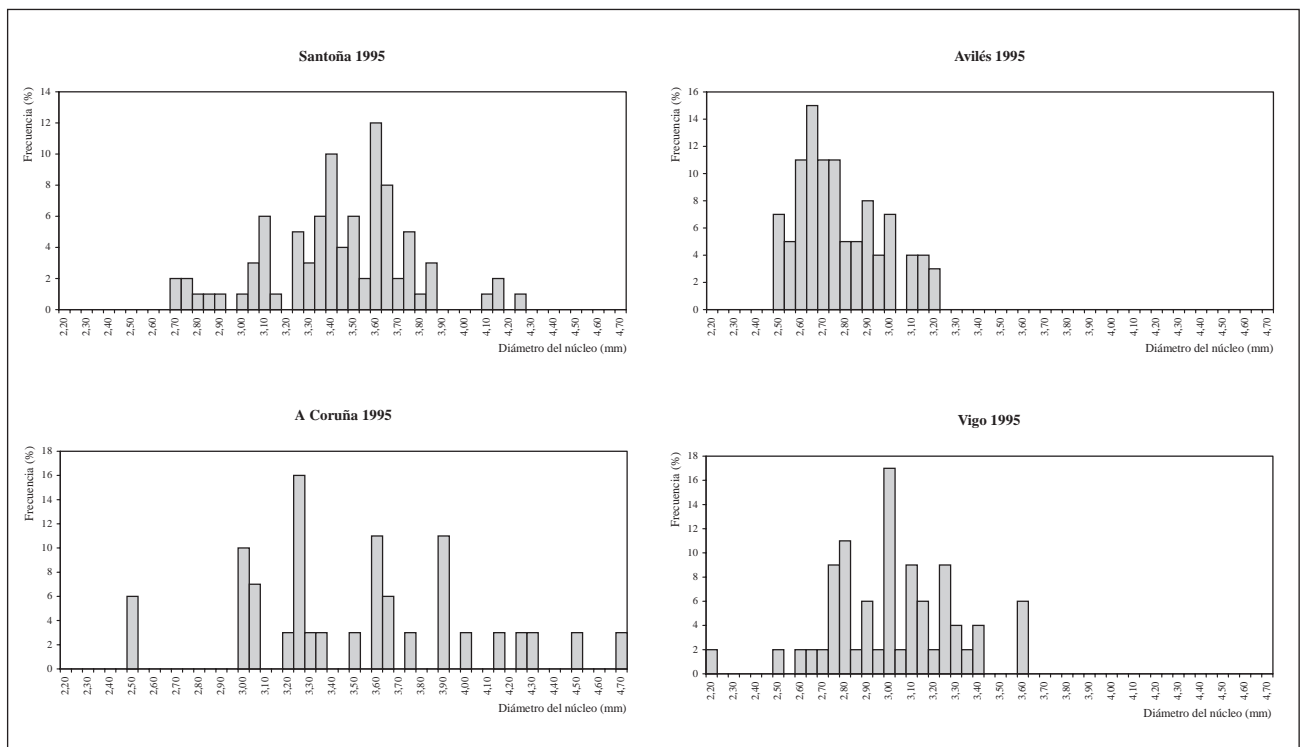 Santoña 1995
Frecuencia (%)
14
12
10
8
6
4
2
0
2,20 2,30 2,40 2,50 2,60 2,70 2,80 2,90 3,00 3,10 3,20 3,30 3,40 3,50 3,60 3,70 3,80 3,90 4,00 4,10 4,20 4,30 4,40 4,50 4,60 4,70
Diámetro del núcleo (mm)
Avilés 1995
Frecuencia (%)
16
14
12
10
8
6
4
2
0
2,20 2,30 2,40 2,50 2,60 2,70 2,80 2,90 3,00 3,10 3,20 3,30 3,40 3,50 3,60 3,70 3,80 3,90 4,00 4,10 4,20 4,30 4,40 4,50 4,60 4,70
Diámetro del núcleo (mm)
A Coruña 1995
Frecuencia (%)
18
16
14
12
10
8
6
4
2
0
2,20 2,30 2,40 2,50 2,60 2,70 2,80 2,90 3,00 3,10 3,20 3,30 3,40 3,50 3,60 3,70 3,80 3,90 4,00 4,10 4,20 4,30 4,40 4,50 4,60 4,70
Diámetro del núcleo (mm)
Vigo 1995
Frecuencia (%)
18
16
14
12
10
8
6
4
2
0
2,20 2,30 2,40 2,50 2,60 2,70 2,80 2,90 3,00 3,10 3,20 3,30 3,40 3,50 3,60 3,70 3,80 3,90 4,00 4,10 4,20 4,30 4,40 4,50 4,60 4,70
Diámetro del núcleo (mm)